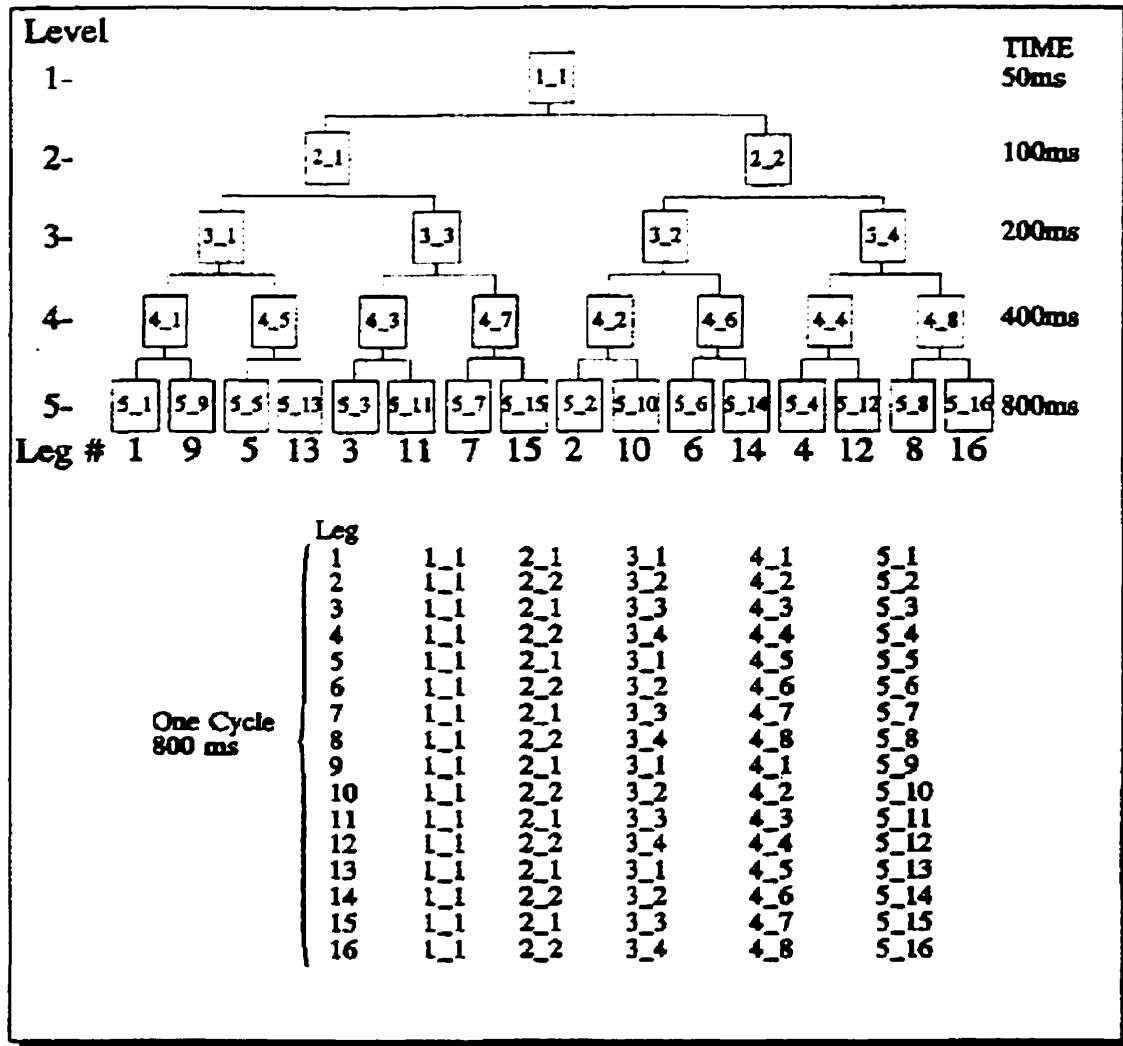 Level
TIME
1- 1_1 50ms
2- 2_1 2_2 100ms
3- 3_1 3_3 3_2 3_4 200ms
4- 4_1 4_5 4_3 4_7 4_2 4_6 4_4 4_8 400ms
5- 5_1 5_9 5_5 5_13 5_3 5_11 5_7 5_15 5_2 5_10 5_6 5_14 5_4 5_12 5_8 5_16 800ms
Leg # 1 9 5 13 3 11 7 15 2 10 6 14 4 12 8 16
Leg
1 1_1 2_1 3_1 4_1 5_1
2 1_1 2_2 3_2 4_2 5_2
3 1_1 2_1 3_3 4_3 5_3
4 1_1 2_2 3_4 4_4 5_4
5 1_1 2_1 3_1 4_5 5_5
6 1_1 2_2 3_2 4_6 5_6
7 1_1 2_1 3_3 4_7 5_7
One Cycle
800 ms
8 1_1 2_2 3_4 4_8 5_8
9 1_1 2_1 3_1 4_1 5_9
10 1_1 2_2 3_2 4_2 5_10
11 1_1 2_1 3_3 4_3 5_11
12 1_1 2_2 3_4 4_4 5_12
13 1_1 2_1 3_1 4_5 5_13
14 1_1 2_2 3_2 4_6 5_14
15 1_1 2_1 3_3 4_7 5_15
16 1_1 2_2 3_4 4_8 5_16